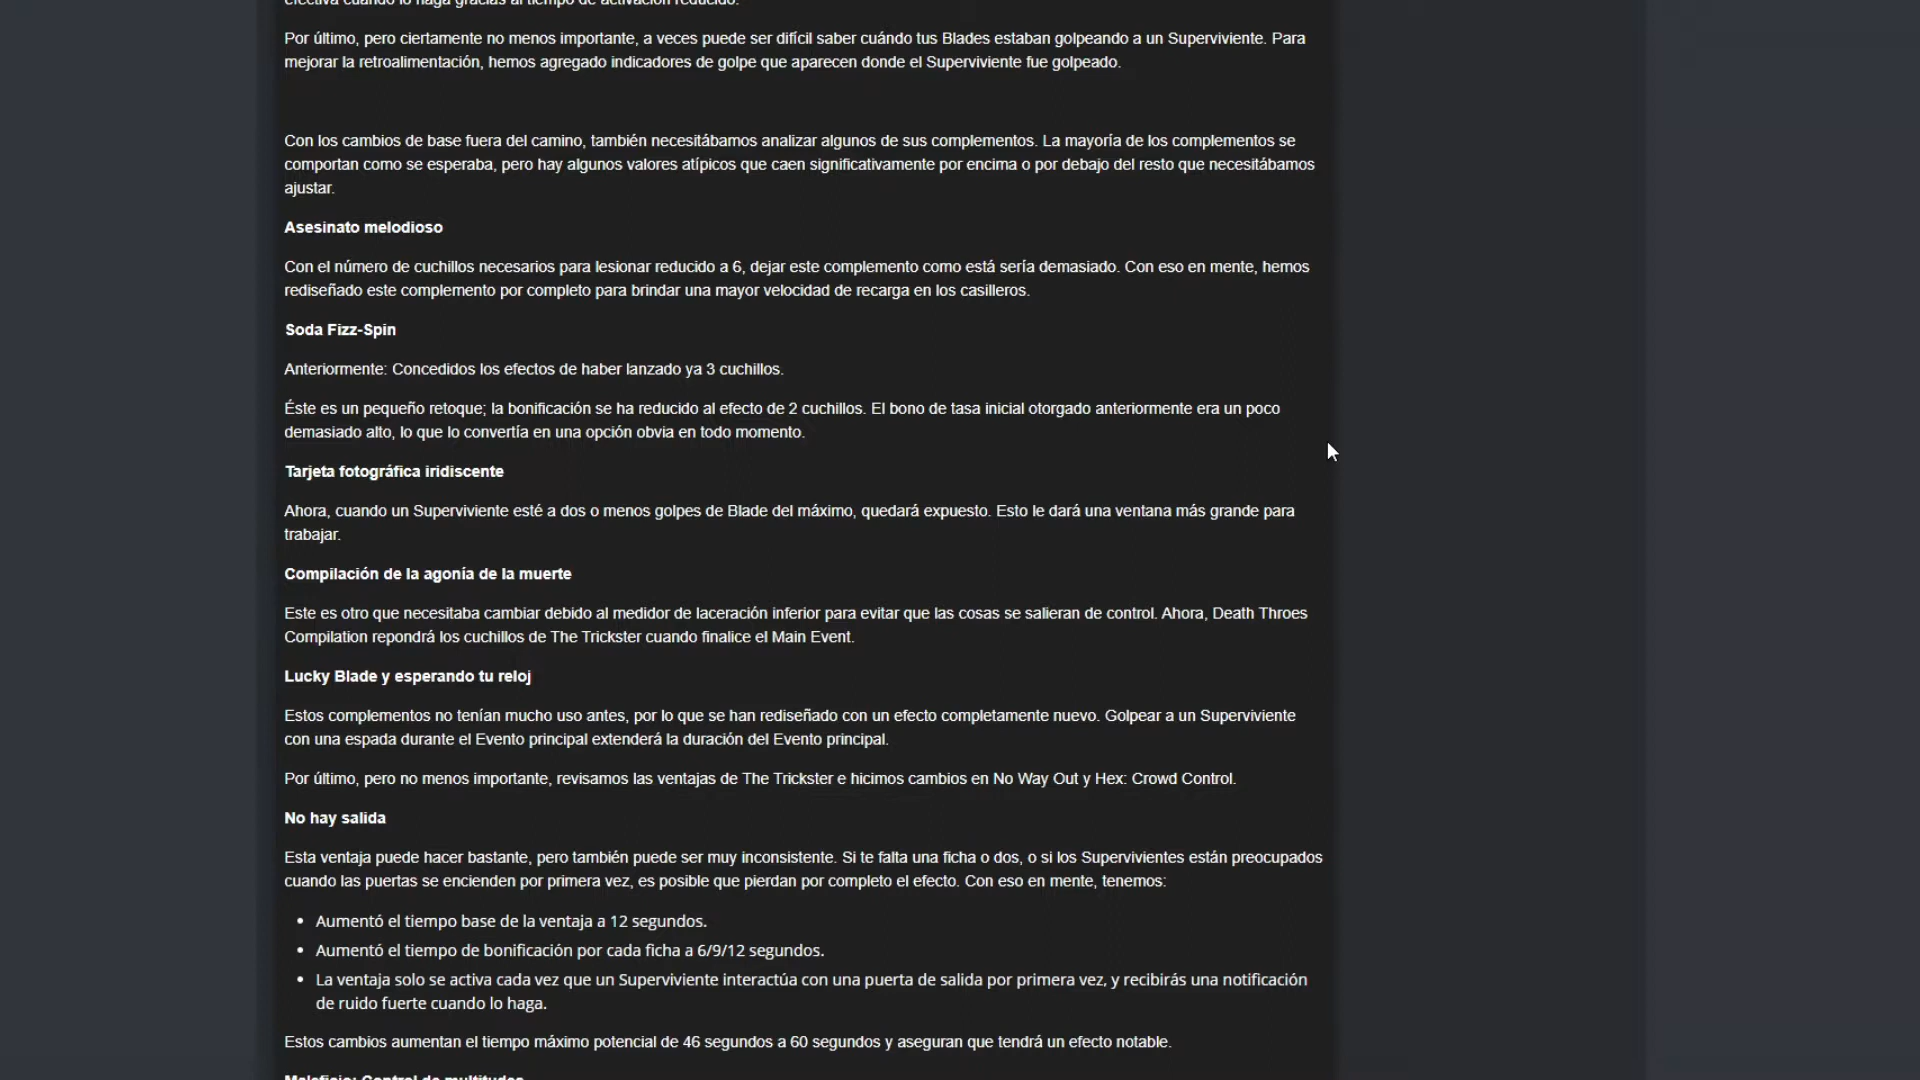 efectiva cuando lo haga gracias al tiempo de activación reducido.
Por último, pero ciertamente no menos importante, a veces puede ser difícil saber cuándo tus Blades estaban golpeando a un Superviviente. Para
mejorar la retroalimentación, hemos agregado indicadores de golpe que aparecen donde el Superviviente fue golpeado.
Con los cambios de base fuera del camino, también necesitábamos analizar algunos de sus complementos. La mayoría de los complementos se
comportan como se esperaba, pero hay algunos valores atípicos que caen significativamente por encima o por debajo del resto que necesitábamos
ajustar.
Asesinato melodioso
Con el número de cuchillos necesarios para lesionar reducido a 6, dejar este complemento como está sería demasiado. Con eso en mente, hemos
rediseñado este complemento por completo para brindar una mayor velocidad de recarga en los casilleros.
Soda Fizz-Spin
Anteriormente: Concedidos los efectos de haber lanzado ya 3 cuchillos.
Éste es un pequeño retoque; la bonificación se ha reducido al efecto de 2 cuchillos. El bono de tasa inicial otorgado anteriormente era un poco
demasiado alto, lo que lo convertía en una opción obvia en todo momento.
Tarjeta fotográfica iridiscente
Ahora, cuando un Superviviente esté a dos o menos golpes de Blade del máximo, quedará expuesto. Esto le dará una ventana más grande para
trabajar.
Compilación de la agonía de la muerte
Este es otro que necesitaba cambiar debido al medidor de laceración inferior para evitar que las cosas se salieran de control. Ahora, Death Throes
Compilation repondrá los cuchillos de The Trickster cuando finalice el Main Event.
Lucky Blade y esperando tu reloj
Estos complementos no tenían mucho uso antes, por lo que se han rediseñado con un efecto completamente nuevo. Golpear a un Superviviente
con una espada durante el Evento principal extenderá la duración del Evento principal.
Por último, pero no menos importante, revisamos las ventajas de The Trickster e hicimos cambios en No Way Out y Hex: Crowd Control.
No hay salida
Esta ventaja puede hacer bastante, pero también puede ser muy inconsistente. Si te falta una ficha o dos, o si los Supervivientes están preocupados
cuando las puertas se encienden por primera vez, es posible que pierdan por completo el efecto. Con eso en mente, tenemos:
• Aumentó el tiempo base de la ventaja a 12 segundos.
• Aumentó el tiempo de bonificación por cada ficha a 6/9/12 segundos.
• La ventaja solo se activa cada vez que un Superviviente interactúa con una puerta de salida por primera vez, y recibirás una notificación
de ruido fuerte cuando lo haga.
Estos cambios aumentan el tiempo máximo potencial de 46 segundos a 60 segundos y aseguran que tendrá un efecto notable.
Maleficio: Control de multitudes